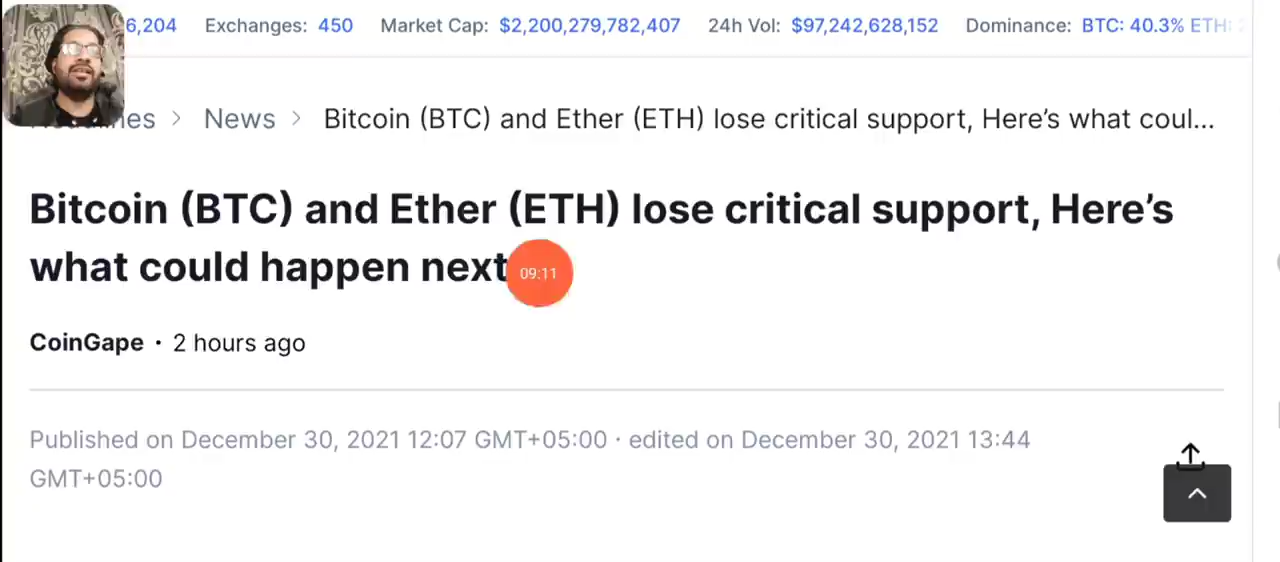 6,204 Exchanges: 450 Market Cap: $2,200,279,782,407 24h Vol: $97,242,628,152 Dominance: BTC: 40.3% ETH:
News Bitcoin (BTC) and Ether (ETH) lose critical support, Here’s what coul...
Bitcoin (BTC) and Ether (ETH) lose critical support, Here’s
what could happen next
09:11
CoinGape · 2 hours ago
Published on December 30, 2021 12:07 GMT+05:00 · edited on December 30, 2021 13:44
GMT+05:00